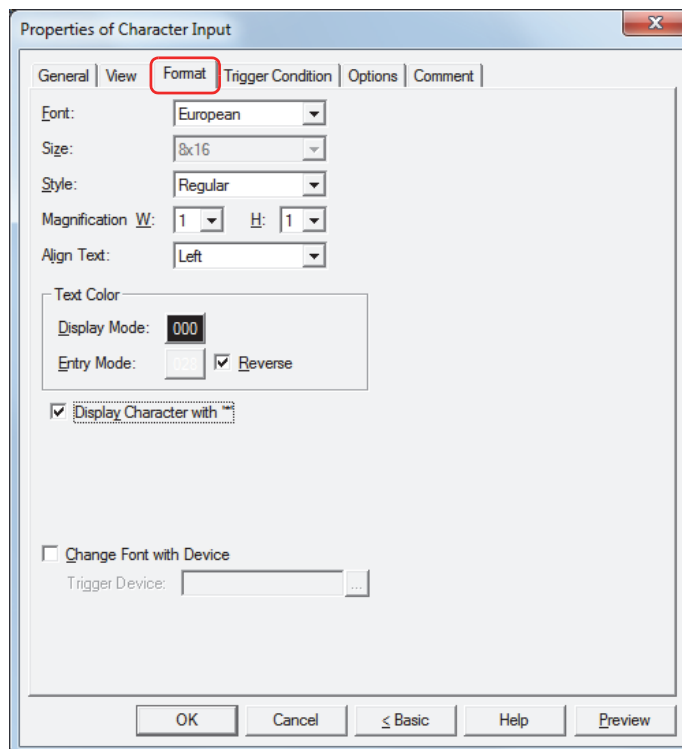 Properties of Character Input
General View Format Trigger Condition Options Comment
Font: European
Size: 8x16
Style: Regular
Magnification W: 1 H: 1
Align Text: Left
Text Color
Display Mode: 000
Entry Mode: 020 Reverse
Display Character with "*"
Change Font with Device
Trigger Device: ...
OK Cancel < Basic Help Preview